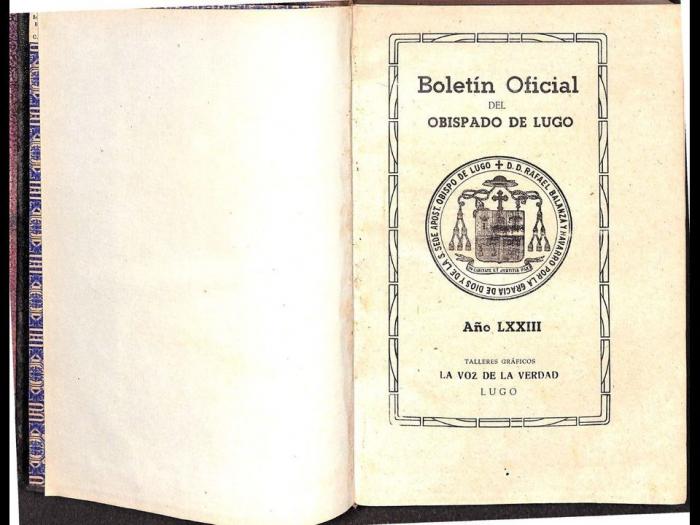 Boletín Oficial
DEL
OBISPADO DE LUGO
✚ D. D. RAFAEL BALANZA Y NAVARRO POR LA GRACIA DE DIOS Y DE LA S. SEDE APOST. OBISPO DE LUGO
Año LXXIII
TALLERES GRÁFICOS
LA VOZ DE LA VERDAD
LUGO